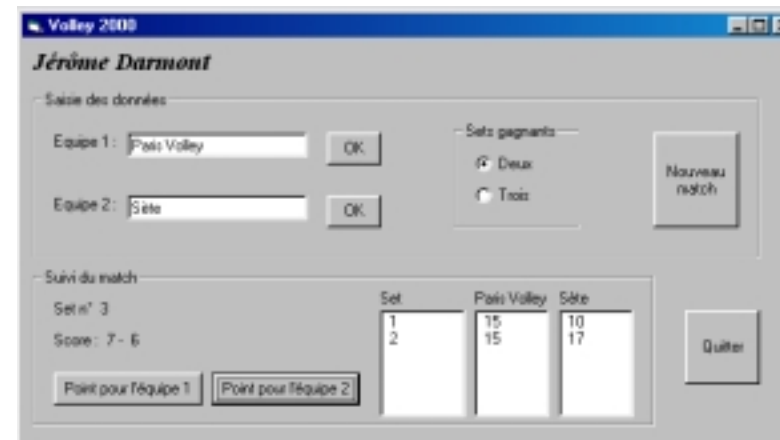 Volley 2000
Jérôme Darmont
Saisie des données
Equipe 1 : Paris Volley OK
Sets gagnants
Deux
Trois
Nouveau
match
Equipe 2 : Sète OK
Suivi du match
Set n° 3
Score : 7 - 6
Point pour l'équipe 1 Point pour l'équipe 2
Set Paris Volley Sète
1 15 10
2 15 17
Quitter